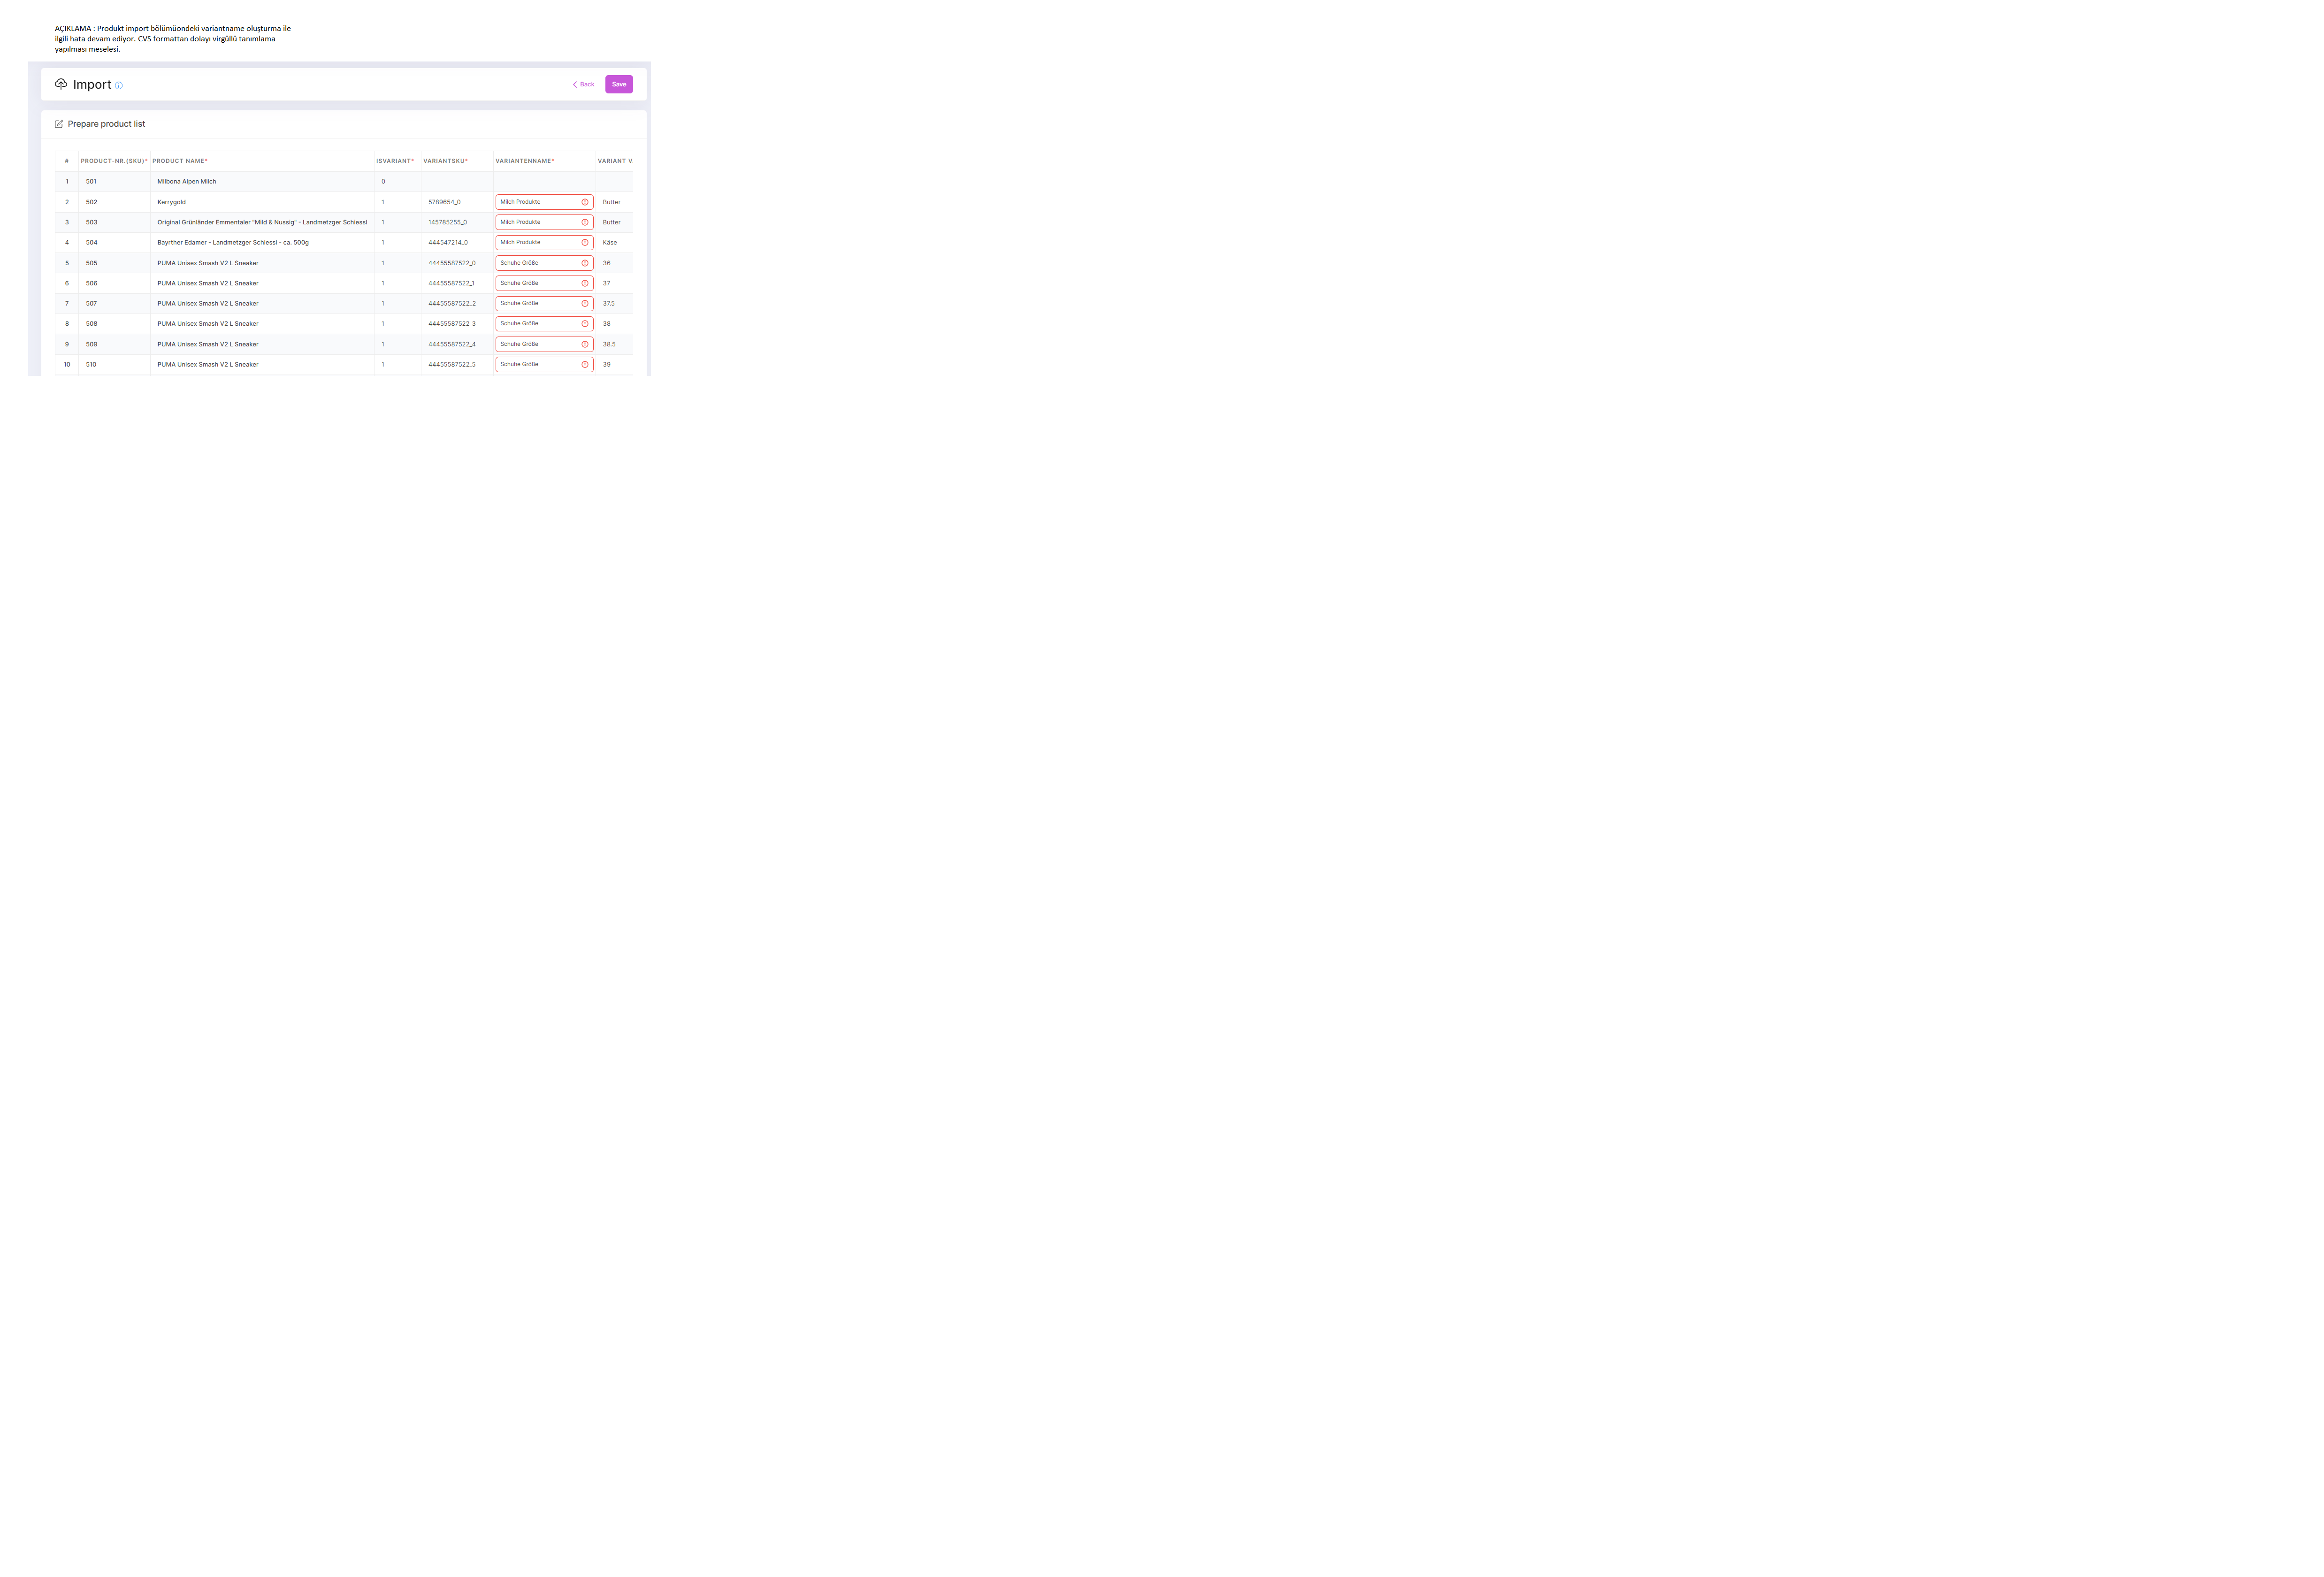 AÇIKLAMA : Produkt import bölümüondeki variantname oluşturma ile
ilgili hata devam ediyor. CVS formattan dolayı virgüllü tanımlama
yapılması meselesi.
Import
Back
Save
Prepare product list
# PRODUCT-NR.(SKU)* PRODUCT NAME* ISVARIANT* VARIANTSKU* VARIANTENNAME* VARIANT
1 501 Milbona Alpen Milch 0
2 502 Kerrygold 1 5789654_0 Milch Produkte Butter
3 503 Original Grünländer Emmentaler "Mild & Nussig" - Landmetzger Schiessl 1 145785255_0 Milch Produkte Butter
4 504 Bayrther Edamer - Landmetzger Schiessl - ca. 500g 1 444547214_0 Milch Produkte Käse
5 505 PUMA Unisex Smash V2 L Sneaker 1 44455587522_0 Schuhe Größe 36
6 506 PUMA Unisex Smash V2 L Sneaker 1 44455587522_1 Schuhe Größe 37
7 507 PUMA Unisex Smash V2 L Sneaker 1 44455587522_2 Schuhe Größe 37.5
8 508 PUMA Unisex Smash V2 L Sneaker 1 44455587522_3 Schuhe Größe 38
9 509 PUMA Unisex Smash V2 L Sneaker 1 44455587522_4 Schuhe Größe 38.5
10 510 PUMA Unisex Smash V2 L Sneaker 1 44455587522_5 Schuhe Größe 39